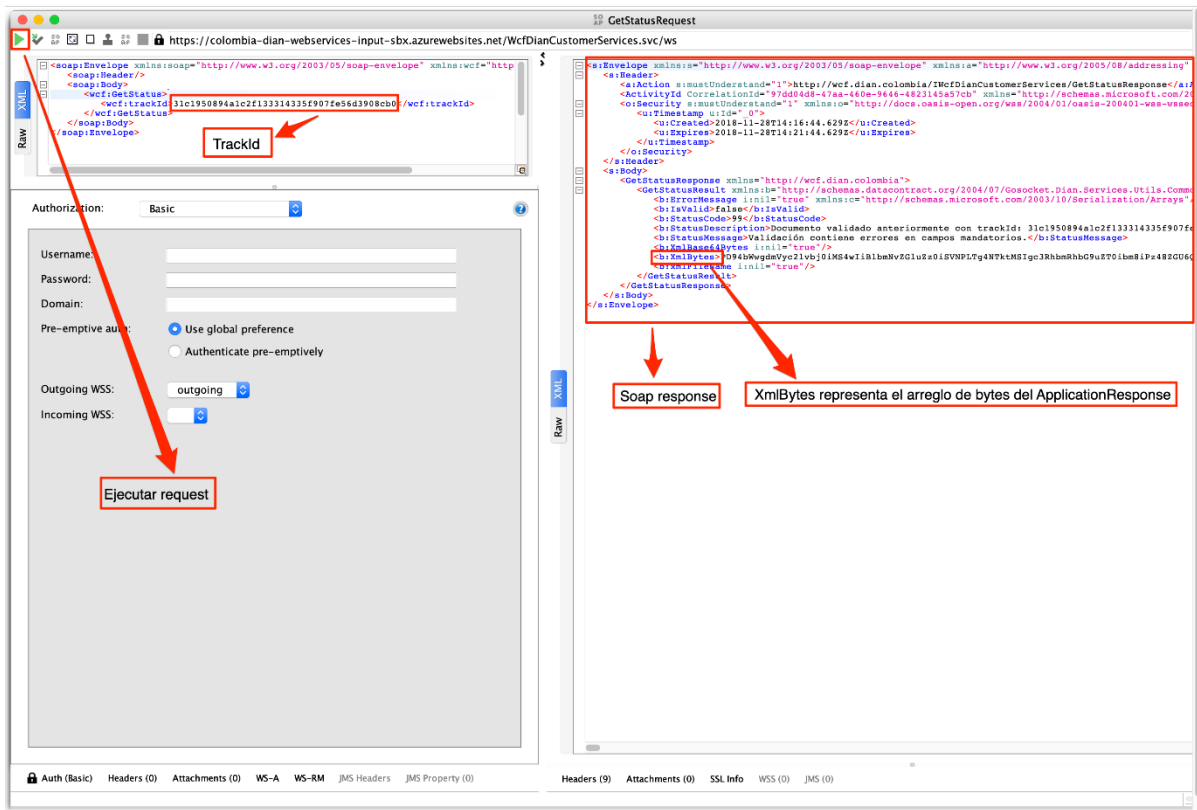 GetStatusRequest
https://colombia-dian-webservices-input-sbx.azurewebsites.net/WcfDianCustomerServices.svc/ws
XML
Raw
<soap:Envelope xmlns:soap="http://www.w3.org/2003/05/soap-envelope" xmlns:wcf="http
<soap:Header/>
<soap:Body>
<wcf:GetStatus>
<wcf:trackId>31c1950894a1c2f133314335f907fe56d3908cb0</wcf:trackId>
</wcf:GetStatus>
</soap:Body>
</soap:Envelope>
TrackId
Authorization: Basic
Username:
Password:
Domain:
Pre-emptive auth: Use global preference
Authenticate pre-emptively
Outgoing WSS: outgoing
Incoming WSS:
Ejecutar request
Auth (Basic) Headers (0) Attachments (0) WS-A WS-RM JMS Headers JMS Property (0)
XML
Raw
<s:Envelope xmlns:s="http://www.w3.org/2003/05/soap-envelope" xmlns:a="http://www.w3.org/2005/08/addressing"
<s:Header>
<a:Action s:mustUnderstand="1">http://wcf.dian.colombia/IWcfDianCustomerServices/GetStatusResponse</a:
<ActivityId CorrelationId="97dd04d8-47aa-460e-9646-4823145a57cb" xmlns="http://schemas.microsoft.com/20
<o:Security s:mustUnderstand="1" xmlns:o="http://docs.oasis-open.org/wss/2004/01/oasis-200401-wss-wssec
<u:Timestamp u:Id="_0">
<u:Created>2018-11-28T14:16:44.629Z</u:Created>
<u:Expires>2018-11-28T14:21:44.629Z</u:Expires>
</u:Timestamp>
</o:Security>
</s:Header>
<s:Body>
<GetStatusResponse xmlns="http://wcf.dian.colombia">
<GetStatusResult xmlns:b="http://schemas.datacontract.org/2004/07/Gosocket.Dian.Services.Utils.Commo
<b:ErrorMessage i:nil="true" xmlns:c="http://schemas.microsoft.com/2003/10/Serialization/Arrays"
<b:IsValid>false</b:IsValid>
<b:StatusCode>99</b:StatusCode>
<b:StatusDescription>Documento validado anteriormente con trackId: 31c1950894a1c2f133314335f907fe
<b:StatusMessage>Validación contiene errores en campos mandatorios.</b:StatusMessage>
<b:XmlBase64Bytes i:nil="true"/>
<b:XmlBytes>
<b:XmlFileName i:nil="true"/>
</GetStatusResult>
</GetStatusResponse>
</s:Body>
</s:Envelope>
Soap response
XmlBytes representa el arreglo de bytes del ApplicationResponse
Headers (9) Attachments (0) SSL Info WSS (0) JMS (0)